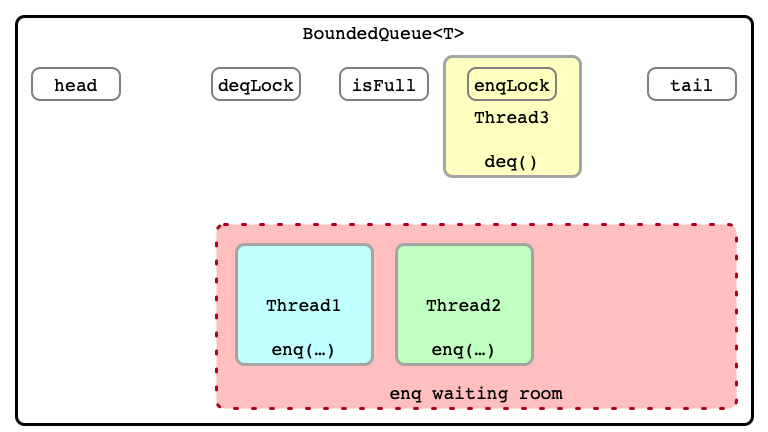 BoundedQueue<T>
head
deqLock
isFull
enqLock
tail
Thread3
deq()
Thread1
Thread2
enq(…)
enq(…)
enq waiting room